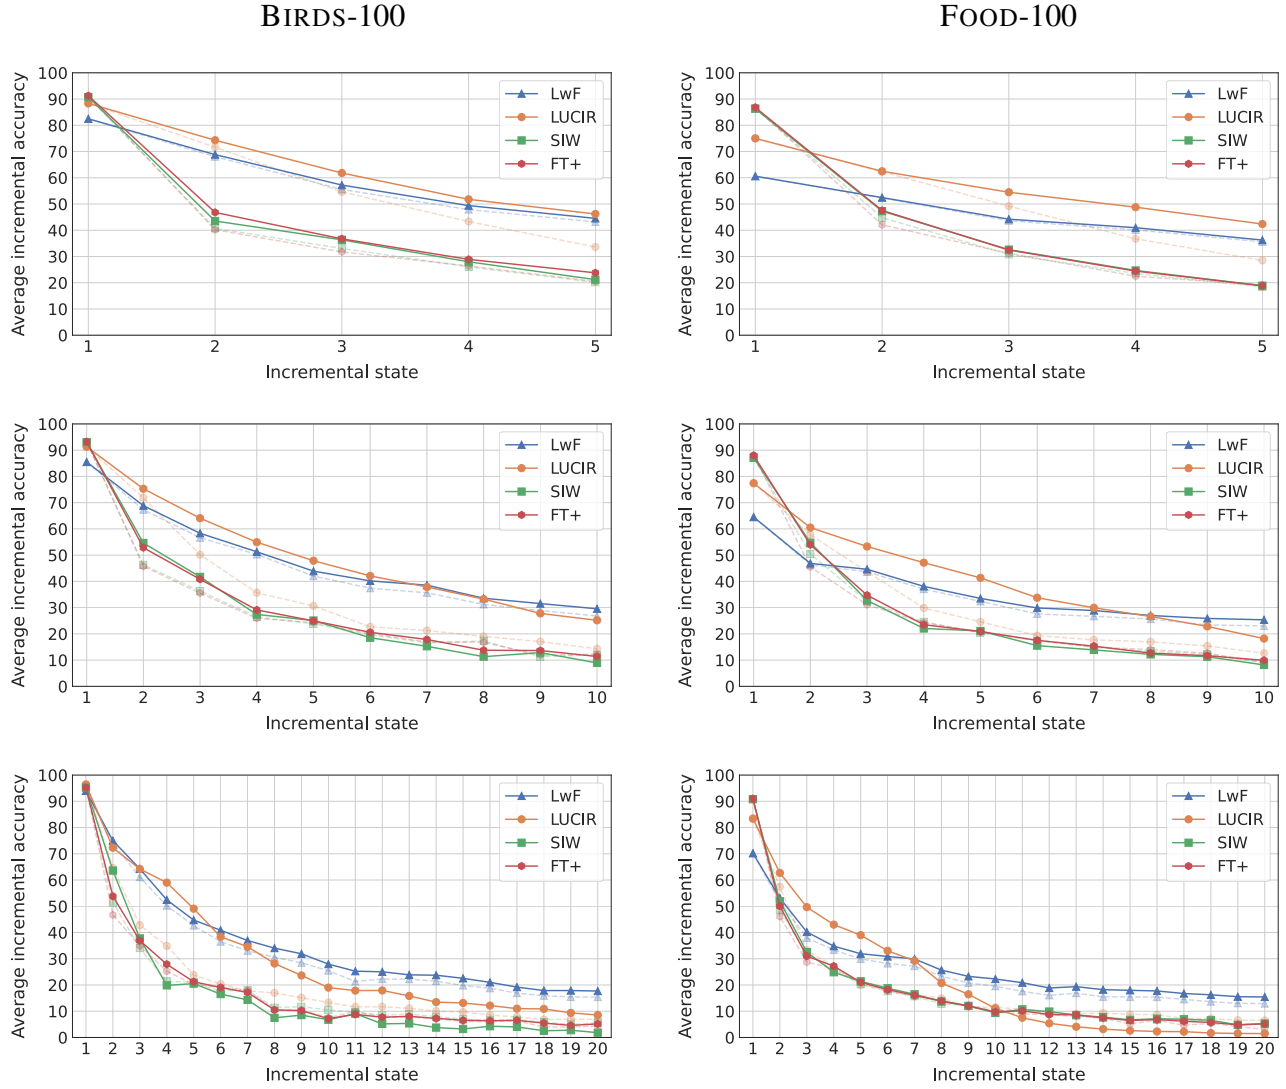 BIRDS-100
FOOD-100
Average incremental accuracy
100
90
80
70
60
50
40
30
20
10
0
LwF
LUCIR
SIW
FT+
1 2 3 4 5
Incremental state
Average incremental accuracy
100
90
80
70
60
50
40
30
20
10
0
LwF
LUCIR
SIW
FT+
1 2 3 4 5
Incremental state
Average incremental accuracy
100
90
80
70
60
50
40
30
20
10
0
LwF
LUCIR
SIW
FT+
1 2 3 4 5 6 7 8 9 10
Incremental state
Average incremental accuracy
100
90
80
70
60
50
40
30
20
10
0
LwF
LUCIR
SIW
FT+
1 2 3 4 5 6 7 8 9 10
Incremental state
Average incremental accuracy
100
90
80
70
60
50
40
30
20
10
0
LwF
LUCIR
SIW
FT+
1 2 3 4 5 6 7 8 9 10 11 12 13 14 15 16 17 18 19 20
Incremental state
Average incremental accuracy
100
90
80
70
60
50
40
30
20
10
0
LwF
LUCIR
SIW
FT+
1 2 3 4 5 6 7 8 9 10 11 12 13 14 15 16 17 18 19 20
Incremental state